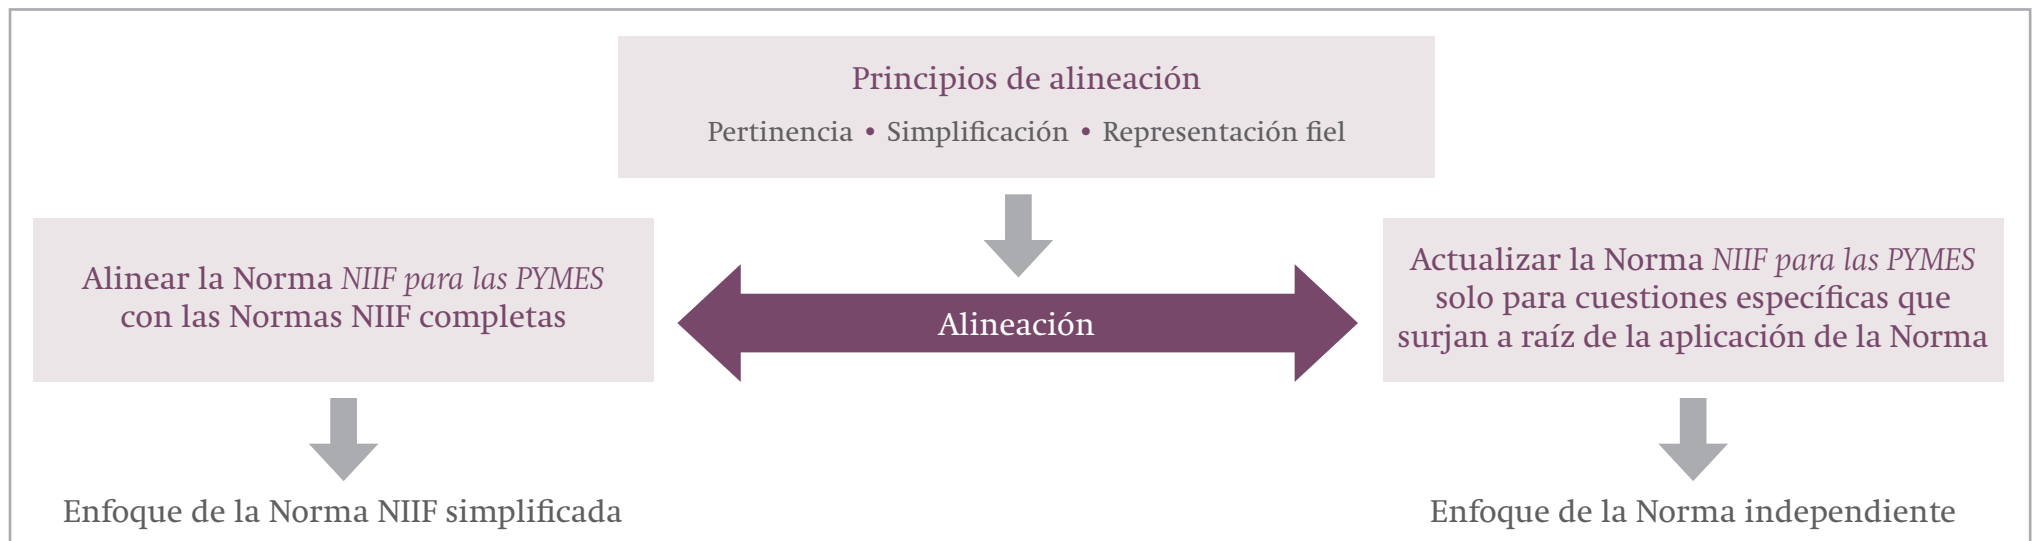 Principios de alineación
Pertinencia • Simplificación • Representación fiel
Alinear la Norma NIIF para las PYMES
con las Normas NIIF completas
Alineación
Actualizar la Norma NIIF para las PYMES
solo para cuestiones específicas que
surjan a raíz de la aplicación de la Norma
Enfoque de la Norma NIIF simplificada
Enfoque de la Norma independiente